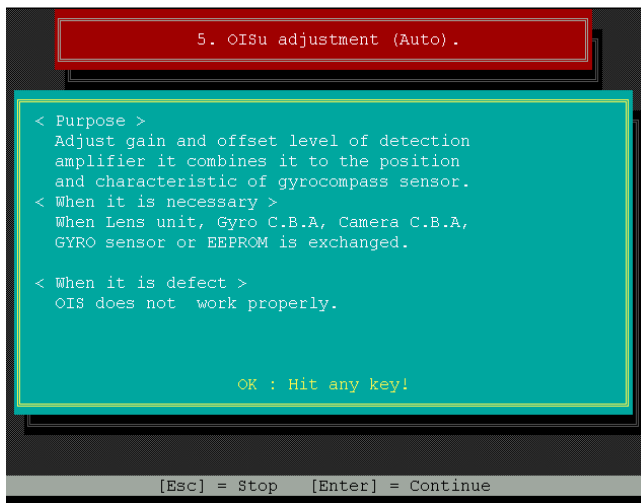 5. OISu adjustment (Auto).
< Purpose >
Adjust gain and offset level of detection
amplifier it combines it to the position
and characteristic of gyrocompass sensor.
< When it is necessary >
When Lens unit, Gyro C.B.A, Camera C.B.A,
GYRO sensor or EEPROM is exchanged.
< When it is defect >
OIS does not work properly.
OK : Hit any key!
[Esc] = Stop [Enter] = Continue